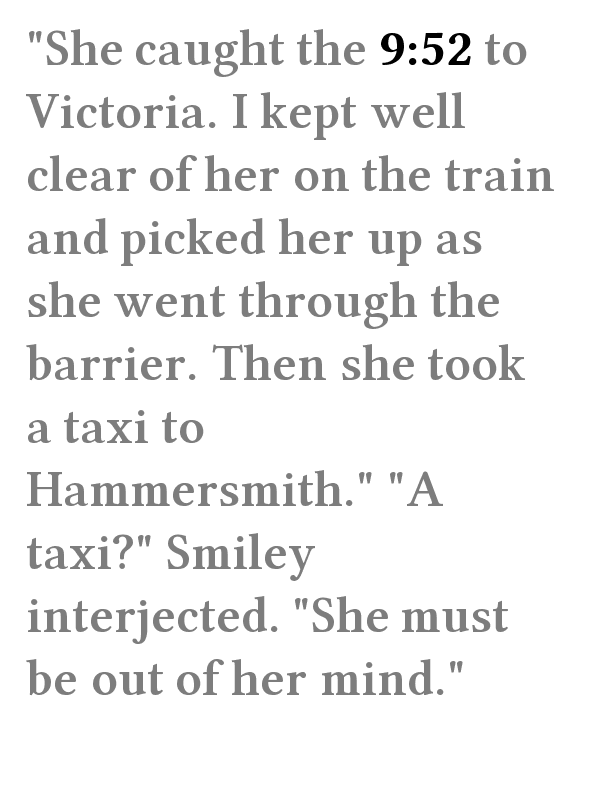 "She caught the 9:52 to
Victoria. I kept well
clear of her on the train
and picked her up as
she went through the
barrier. Then she took
a taxi to
Hammersmith." "A
taxi?" Smiley
interjected. "She must
be out of her mind."